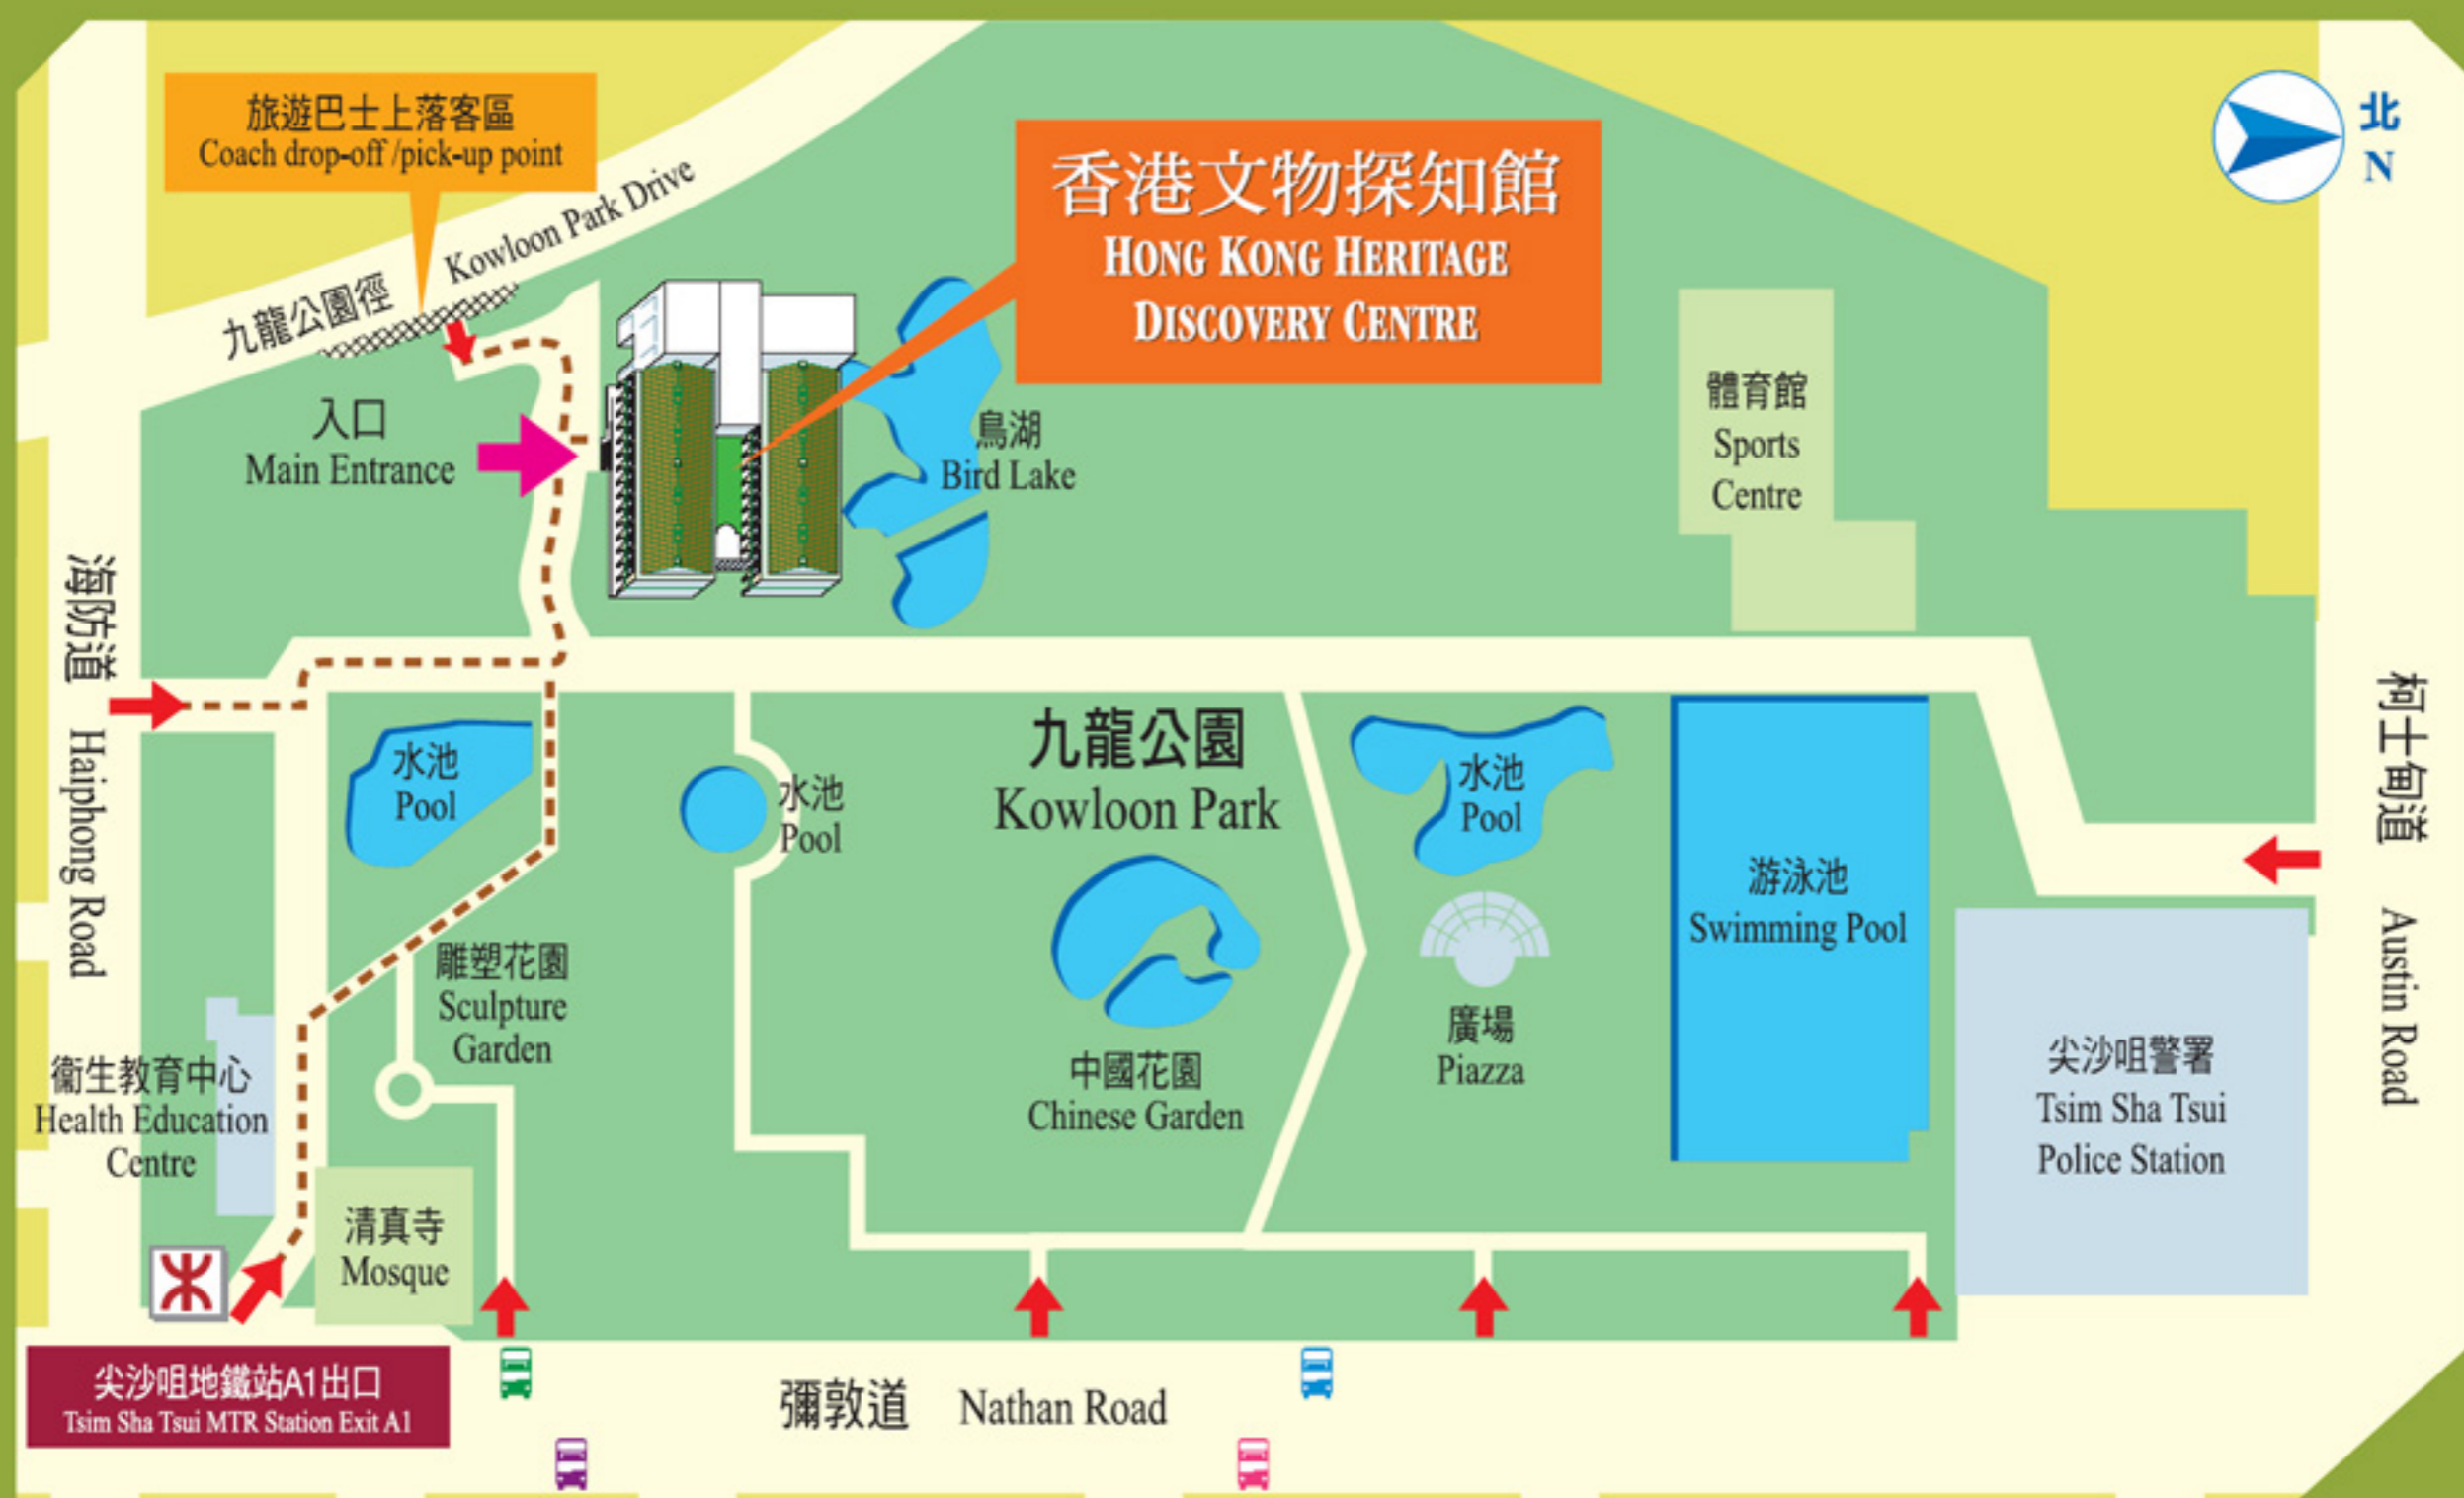 旅遊巴士上落客區
Coach drop-off /pick-up point
北
N
香港文物探知館
HONG KONG HERITAGE
DISCOVERY CENTRE
九龍公園徑 Kowloon Park Drive
入口
Main Entrance
鳥湖
Bird Lake
體育館
Sports
Centre
海防道 Haiphong Road
柯士甸道 Austin Road
水池
Pool
水池
Pool
九龍公園
Kowloon Park
水池
Pool
游泳池
Swimming Pool
雕塑花園
Sculpture
Garden
中國花園
Chinese Garden
廣場
Piazza
衞生教育中心
Health Education
Centre
尖沙咀警署
Tsim Sha Tsui
Police Station
清真寺
Mosque
尖沙咀地鐵站A1出口
Tsim Sha Tsui MTR Station Exit A1
彌敦道 Nathan Road